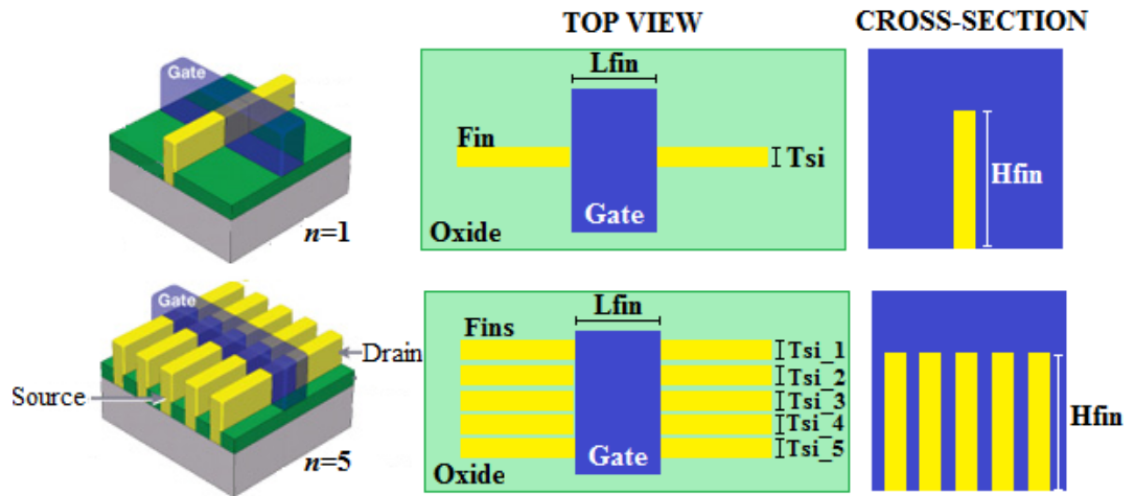 TOP VIEW
CROSS-SECTION
Gate
n=1
Lfin
Fin
Tsi
Gate
Oxide
Hfin
Gate
Drain
Source
n=5
Lfin
Fins
Tsi_1
Tsi_2
Tsi_3
Tsi_4
Tsi_5
Gate
Oxide
Hfin